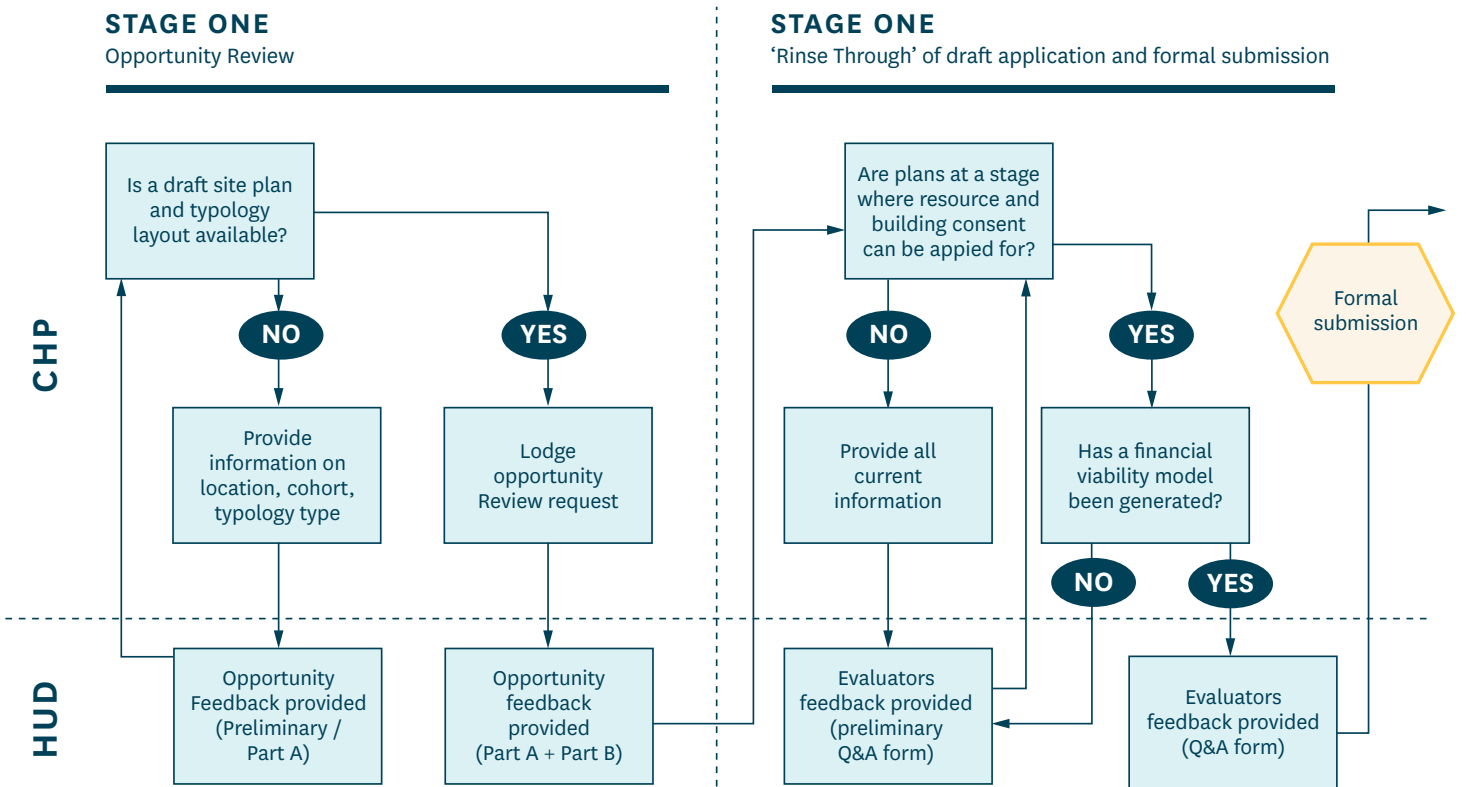 STAGE ONE
Opportunity Review
STAGE ONE
‘Rinse Through’ of draft application and formal submission
CHP
Is a draft site plan
and typology
layout available?
NO
YES
Provide
information on
location, cohort,
typology type
Lodge
opportunity
Review request
Are plans at a stage
where resource and
building consent
can be appied for?
NO
YES
Provide all
current
information
Has a financial
viability model
been generated?
NO
YES
Formal
submission
HUD
Opportunity
Feedback provided
(Preliminary /
Part A)
Opportunity
feedback
provided
(Part A + Part B)
Evaluators
feedback provided
(preliminary
Q&A form)
Evaluators
feedback provided
(Q&A form)